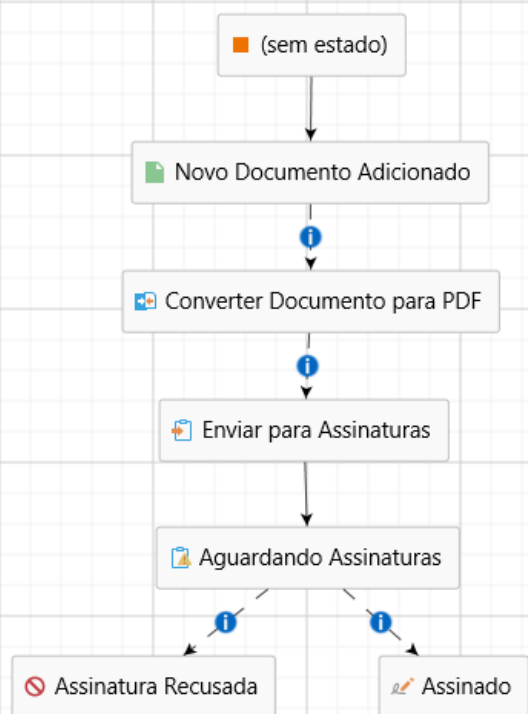 (sem estado)
Novo Documento Adicionado
Converter Documento para PDF
Enviar para Assinaturas
Aguardando Assinaturas
Assinatura Recusada
Assinado